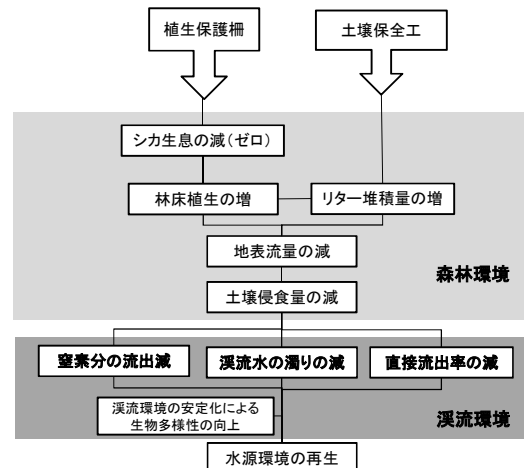 植生保護柵
土壌保全工
シカ生息の減(ゼロ)
林床植生の増
リター堆積量の増
地表流量の減
森林環境
土壌侵食量の減
窒素分の流出減
渓流水の濁りの減
直接流出率の減
渓流環境の安定化による
生物多様性の向上
渓流環境
水源環境の再生